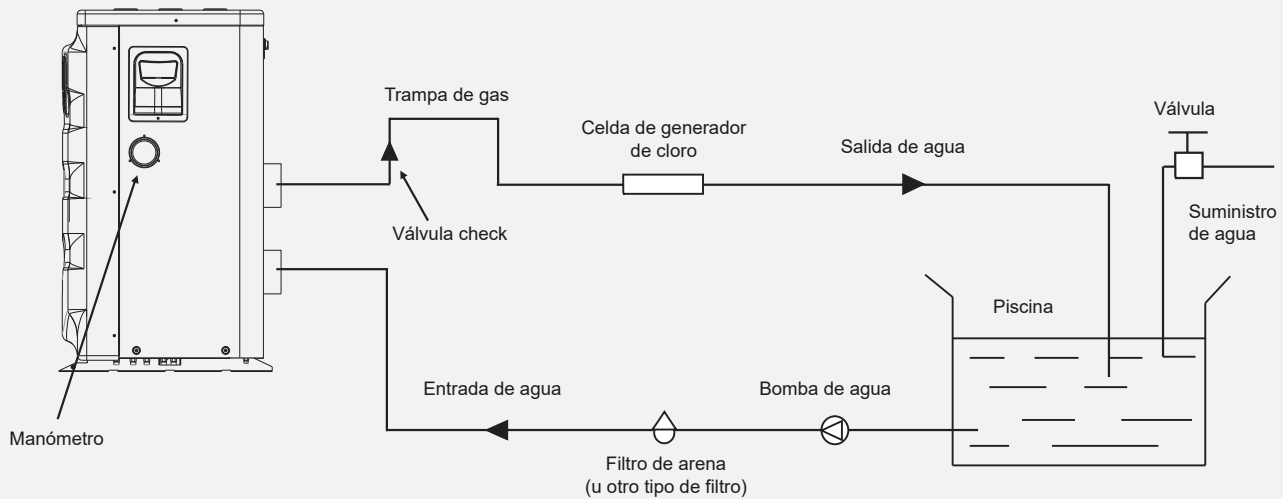 Trampa de gas
Celda de generador
de cloro
Salida de agua
Válvula
Válvula check
Suministro
de agua
Piscina
Entrada de agua
Bomba de agua
Manómetro
Filtro de arena
(u otro tipo de filtro)